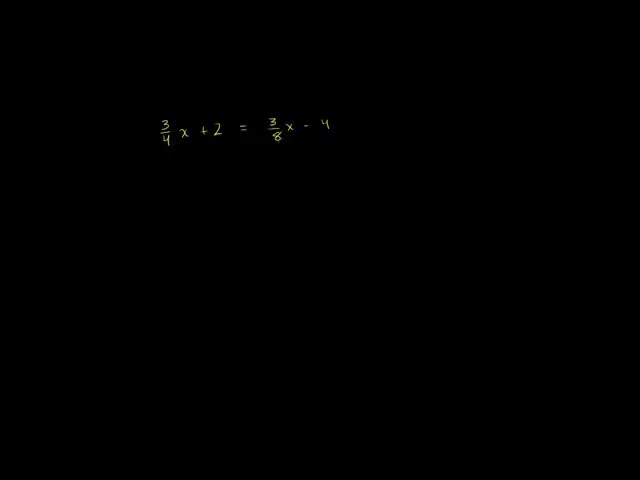 3/4 x + 2 = 3/8 x - 4